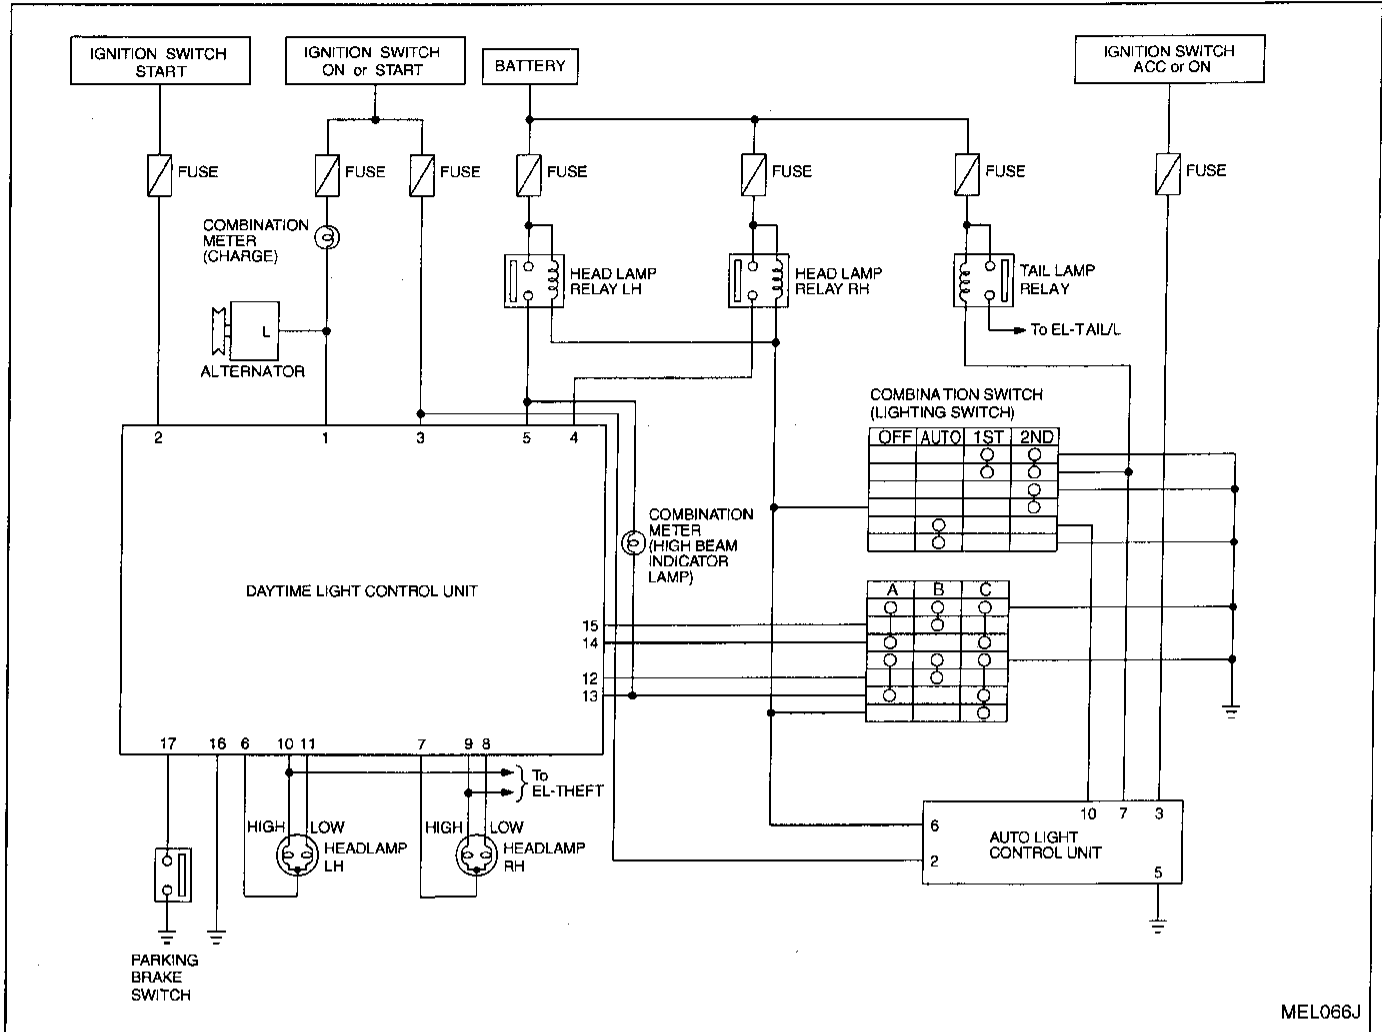 IGNITION SWITCH
START
IGNITION SWITCH
ON or START
BATTERY
IGNITION SWITCH
ACC or ON
FUSE
FUSE
FUSE
FUSE
FUSE
FUSE
FUSE
COMBINATION
METER
(CHARGE)
HEAD LAMP
RELAY LH
HEAD LAMP
RELAY RH
TAIL LAMP
RELAY
To EL-TAIL/L
L
ALTERNATOR
COMBINATION SWITCH
(LIGHTING SWITCH)
OFF AUTO 1ST 2ND
2 1 3 5 4
COMBINATION
METER
(HIGH BEAM
INDICATOR
LAMP)
DAYTIME LIGHT CONTROL UNIT
A B C
15
14
12
13
17 16 6 10 11 7 9 8
To
EL-THEFT
HIGH LOW
HEADLAMP
LH
HIGH LOW
HEADLAMP
RH
10 7 3
6
2
AUTO LIGHT
CONTROL UNIT
5
PARKING
BRAKE
SWITCH
MEL066J